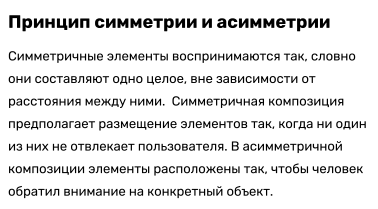 Принцип симметрии и асимметрии
Симметричные элементы воспринимаются так, словно
они составляют одно целое, вне зависимости от
расстояния между ними.  Симметричная композиция
предполагает размещение элементов так, когда ни один
из них не отвлекает пользователя. В асимметричной
композиции элементы расположены так, чтобы человек
обратил внимание на конкретный объект.